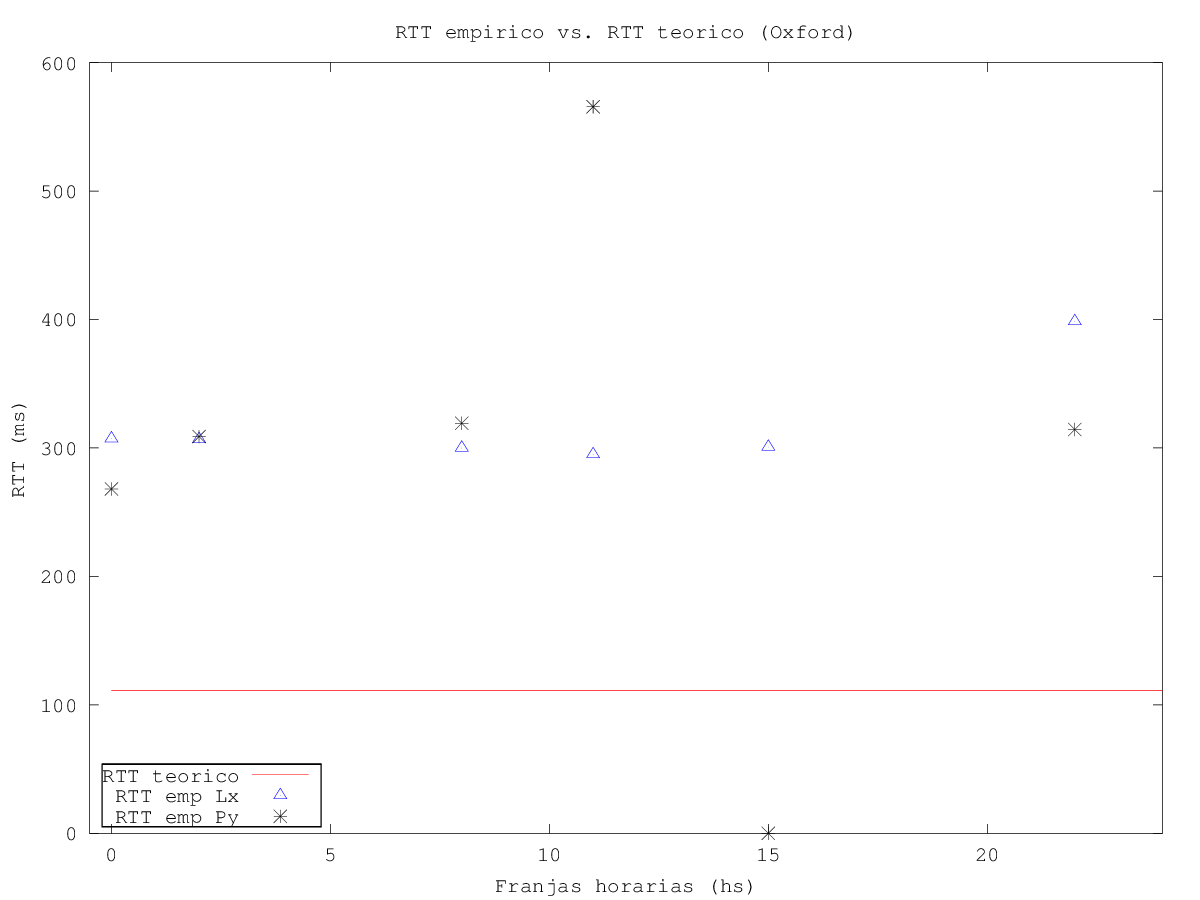 RTT empirico vs. RTT teorico (Oxford)
600
500
400
300
200
100
0
RTT (ms)
RTT teorico
RTT emp Lx
RTT emp Py
0 5 10 15 20
Franjas horarias (hs)